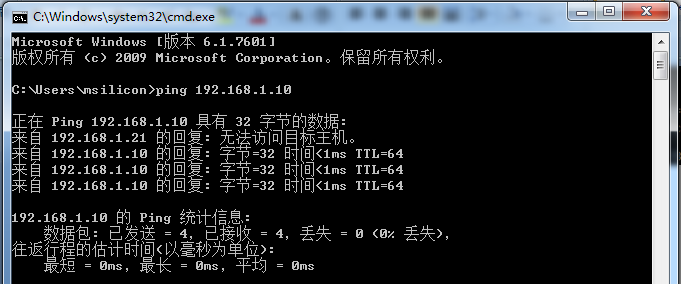 C:\Windows\system32\cmd.exe
Microsoft Windows [版本 6.1.7601]
版权所有 (c) 2009 Microsoft Corporation。保留所有权利。
C:\Users\msilicon>ping 192.168.1.10
正在 Ping 192.168.1.10 具有 32 字节的数据:
来自 192.168.1.21 的回复: 无法访问目标主机。
来自 192.168.1.10 的回复: 字节=32 时间<1ms TTL=64
来自 192.168.1.10 的回复: 字节=32 时间<1ms TTL=64
来自 192.168.1.10 的回复: 字节=32 时间<1ms TTL=64
192.168.1.10 的 Ping 统计信息:
数据包: 已发送 = 4，已接收 = 4，丢失 = 0 (0% 丢失)，
往返行程的估计时间(以毫秒为单位):
最短 = 0ms，最长 = 0ms，平均 = 0ms